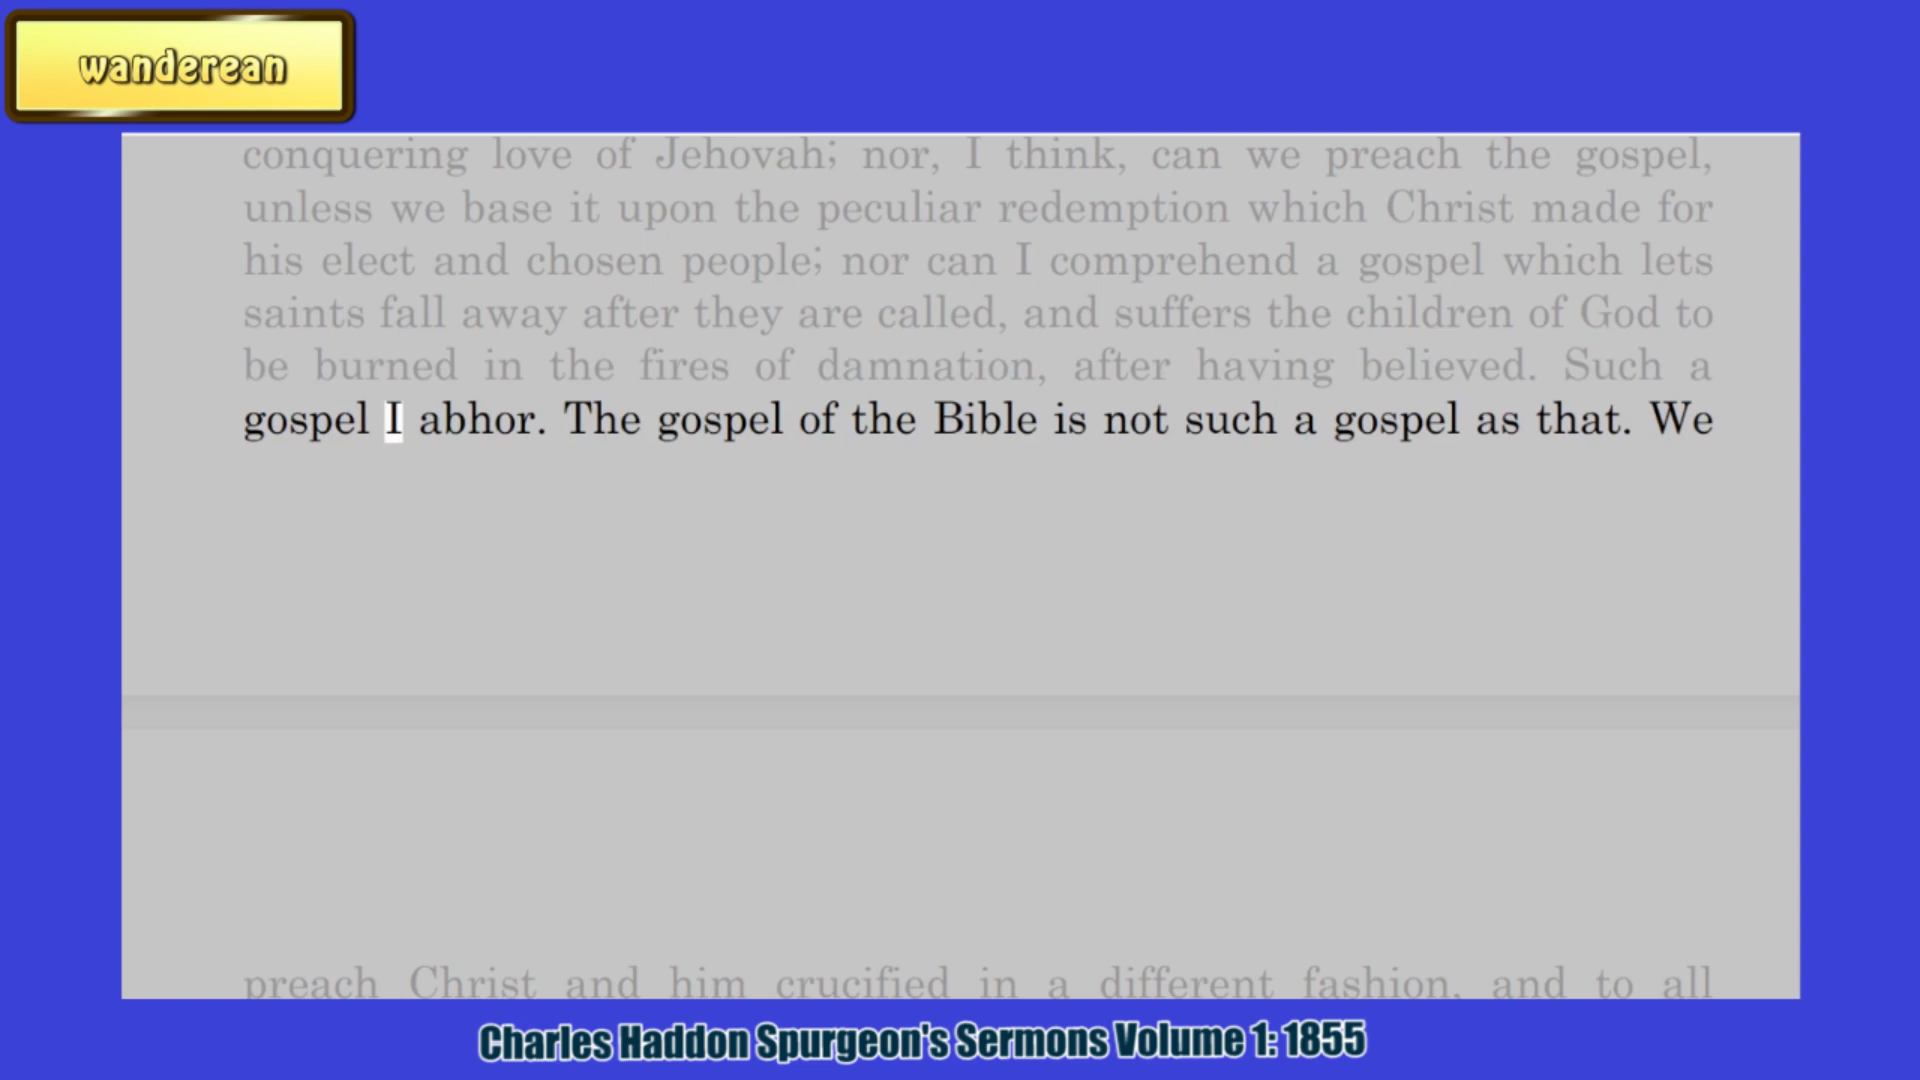 wanderean
conquering love of Jehovah; nor, I think, can we preach the gospel,
unless we base it upon the peculiar redemption which Christ made for
his elect and chosen people; nor can I comprehend a gospel which lets
saints fall away after they are called, and suffers the children of God to
be burned in the fires of damnation, after having believed. Such a
gospel I abhor. The gospel of the Bible is not such a gospel as that. We
preach Christ and him crucified in a different fashion, and to all
Charles Haddon Spurgeon's Sermons Volume 1: 1855